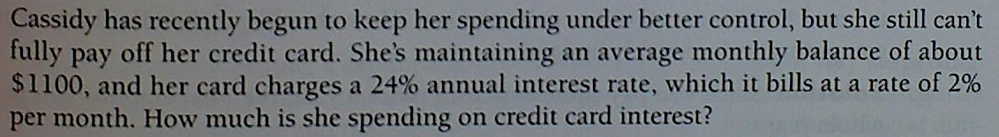 Cassidy has recently begun to keep her spending under better control, but she still can't
fully pay off her credit card. She's maintaining an average monthly balance of about
$1100, and her card charges a 24% annual interest rate, which it bills at a rate of 2%
per month. How much is she spending on credit card interest?